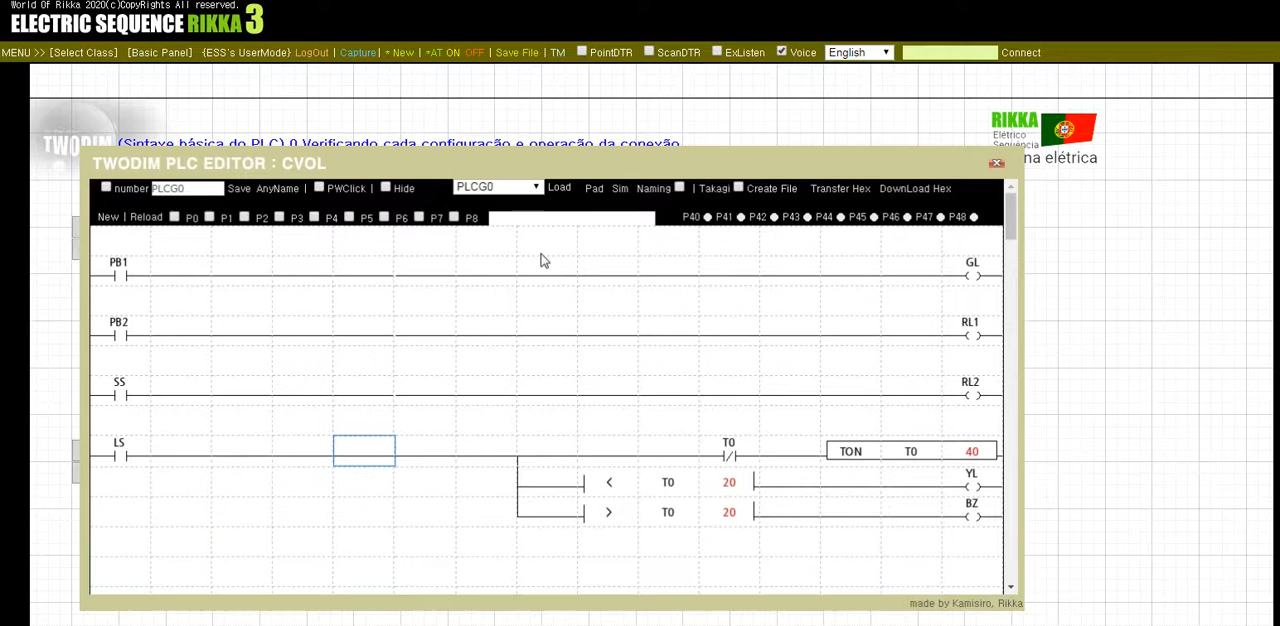 World Of Rikka 2020(c)CopyRights All reserved.
ELECTRIC SEQUENCE RIKKA 3
MENU >> [Select Class] [Basic Panel] {ESS's UserMode} LogOut | Capture | * New | *AT ON OFF | Save File | TM PointDTR ScanDTR ExListen Voice English Connect
TWODIM (Sintaxe básica do PLC) 0 Verificando cada configuração e operação da conexão
RIKKA
Elétrico
Sequência
na elétrica
TWODIM PLC EDITOR : CVOL
number PLCG0 Save AnyName | PWClick | Hide PLCG0 Load Pad Sim Naming | Takagi Create File Transfer Hex DownLoad Hex
New | Reload P0 P1 P2 P3 P4 P5 P6 P7 P8 P40 P41 P42 P43 P44 P45 P46 P47 P48
PB1 GL
PB2 RL1
SS RL2
LS T0 TON T0 40
< T0 20 YL
> T0 20 BZ
made by Kamisiro, Rikka